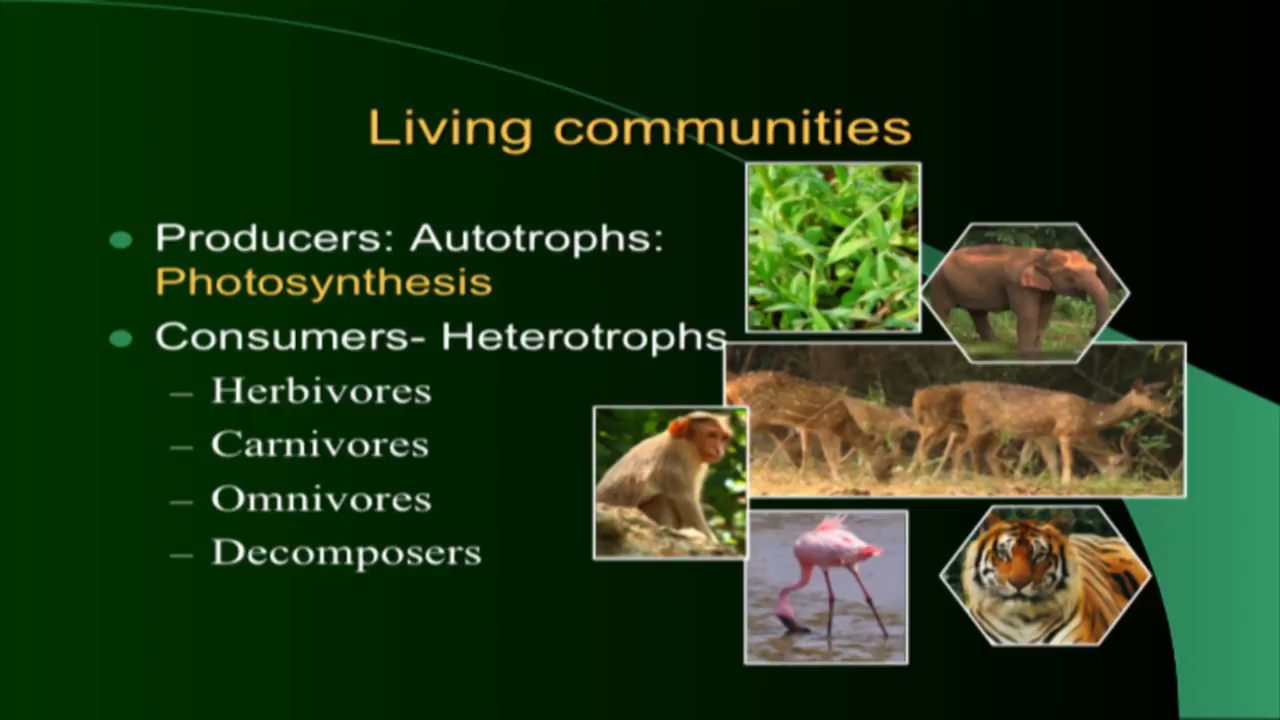 Living communities
Producers: Autotrophs:
Photosynthesis
Consumers- Heterotrophs
– Herbivores
– Carnivores
– Omnivores
– Decomposers